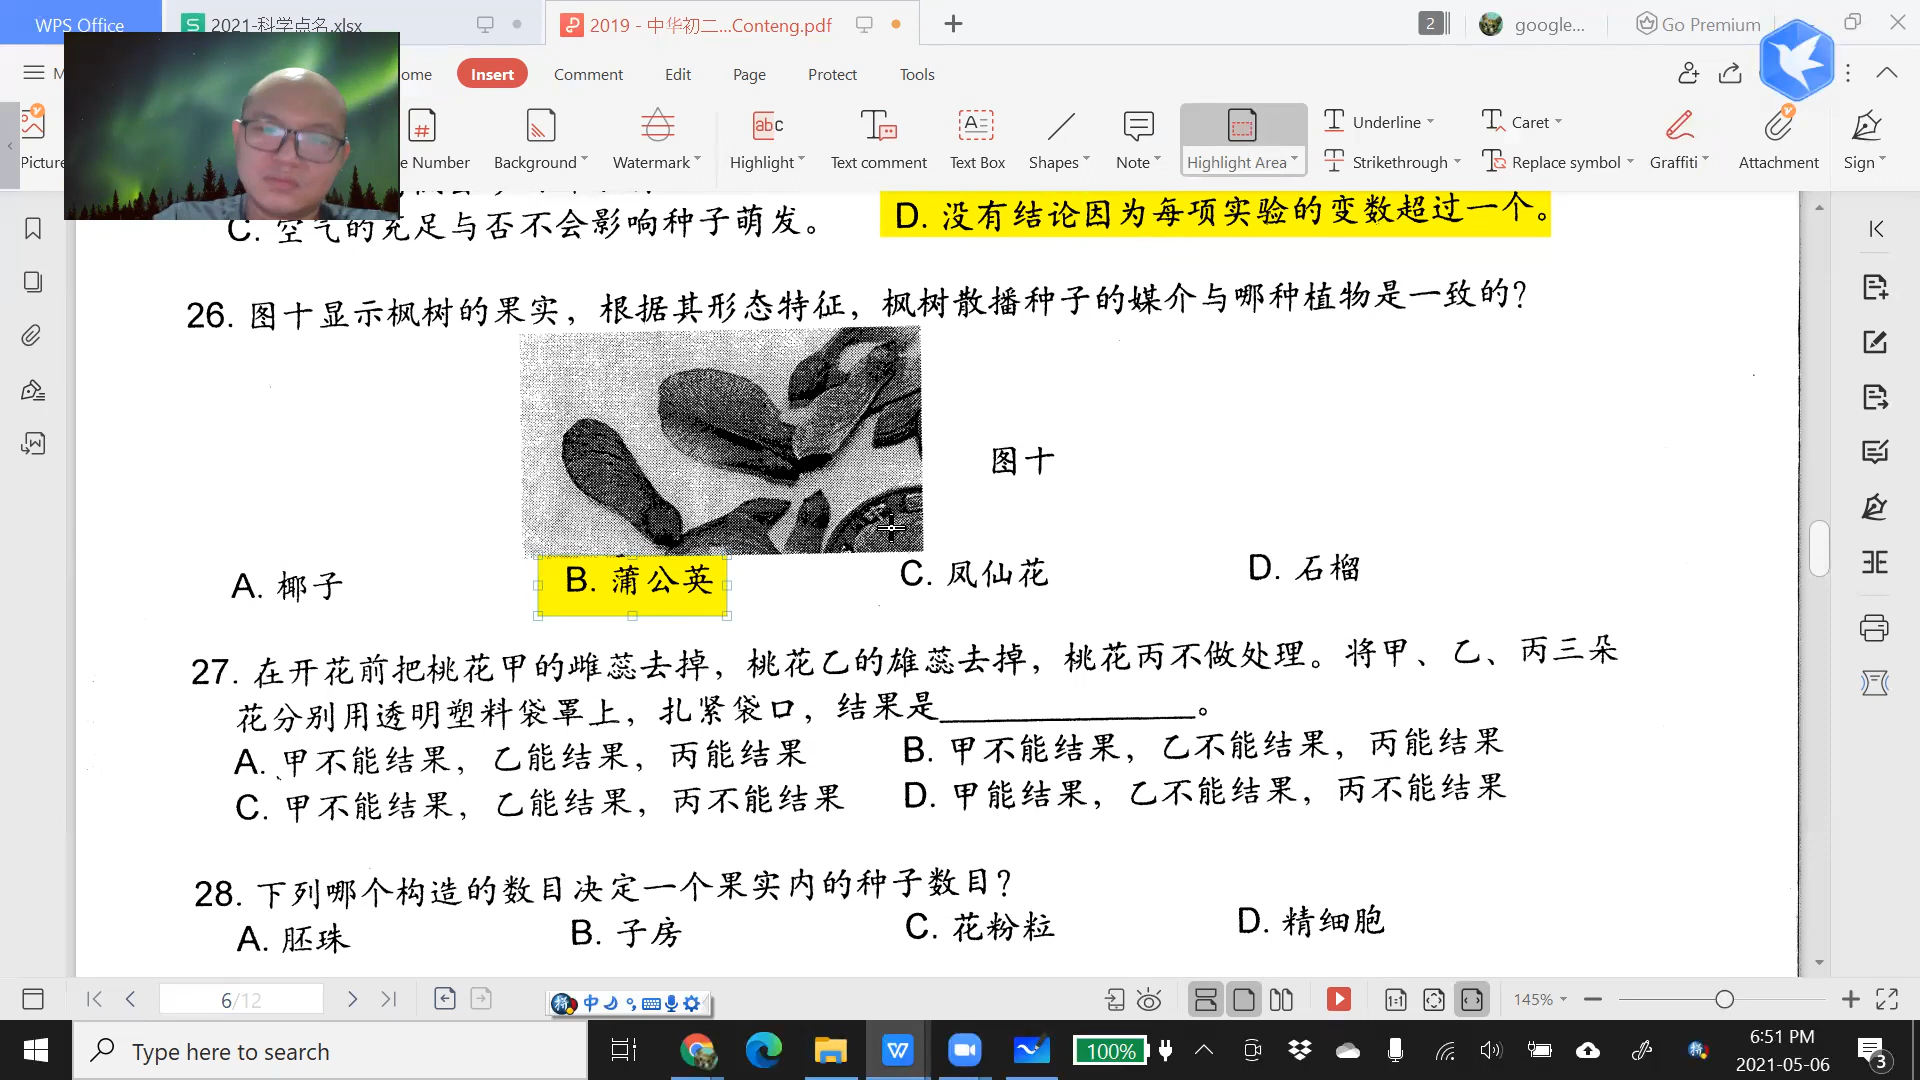 WPS Office
2021-科学点名.xlsx
2019 - 中华初二...Conteng.pdf
2
google...
Go Premium
Insert
Comment
Edit
Page
Protect
Tools
Picture
Background
Watermark
Highlight
Text comment
Text Box
Shapes
Note
Highlight Area
Underline
Strikethrough
Caret
Replace symbol
Graffiti
Attachment
Sign
C. 空气的充足与否不会影响种子萌发。
D. 没有结论因为每项实验的变数超过一个。
26. 图十显示枫树的果实，根据其形态特征，枫树散播种子的媒介与哪种植物是一致的？
图十
A. 椰子
B. 蒲公英
C. 凤仙花
D. 石榴
27. 在开花前把桃花甲的雌蕊去掉，桃花乙的雄蕊去掉，桃花丙不做处理。将甲、乙、丙三朵
花分别用透明塑料袋罩上，扎紧袋口，结果是______________。
A. 甲不能结果，乙能结果，丙能结果
B. 甲不能结果，乙不能结果，丙能结果
C. 甲不能结果，乙能结果，丙不能结果
D. 甲能结果，乙不能结果，丙不能结果
28. 下列哪个构造的数目决定一个果实内的种子数目？
A. 胚珠
B. 子房
C. 花粉粒
D. 精细胞
6/12
中
145%
Type here to search
100%
6:51 PM
2021-05-06
3